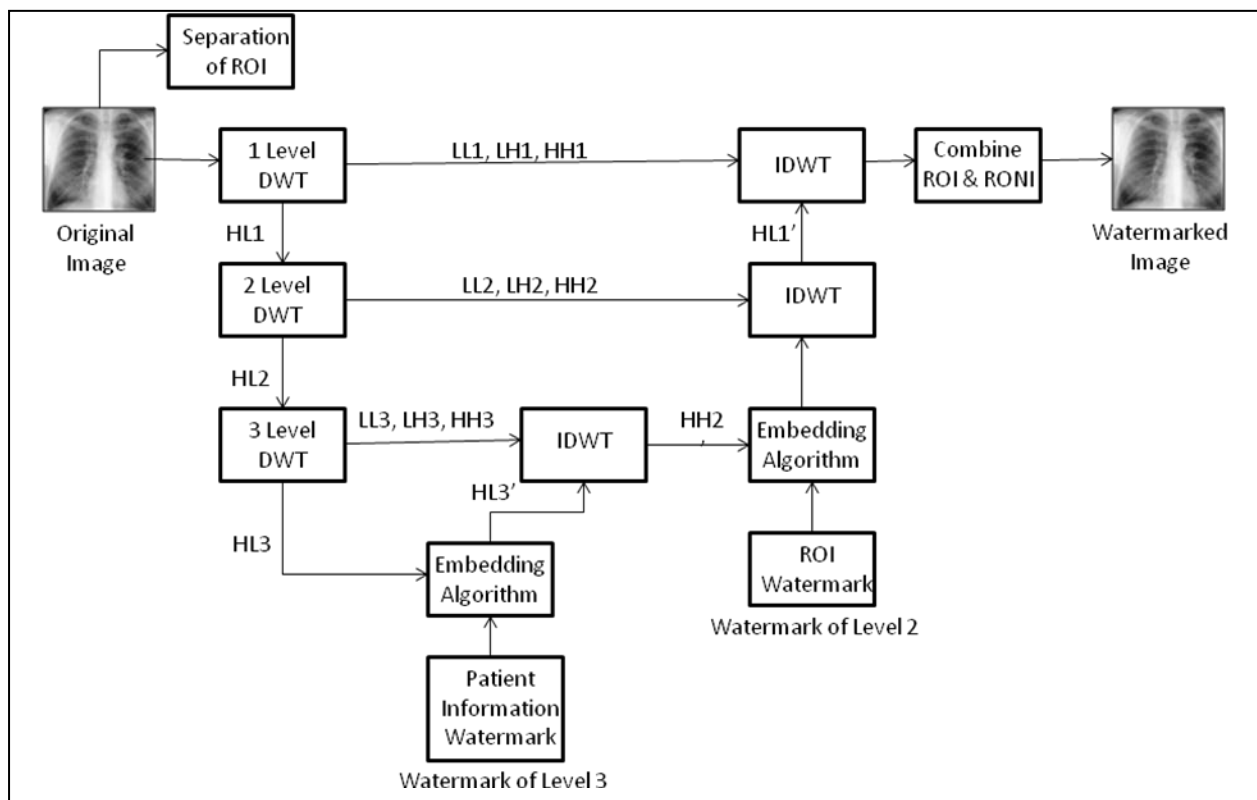 Separation
of ROI
Original
Image
1 Level
DWT
LL1, LH1, HH1
IDWT
Combine
ROI & RONI
Watermarked
Image
HL1
HL1’
2 Level
DWT
LL2, LH2, HH2
IDWT
HL2
3 Level
DWT
LL3, LH3, HH3
IDWT
HH2,
Embedding
Algorithm
HL3
HL3’
Embedding
Algorithm
ROI
Watermark
Watermark of Level 2
Patient
Information
Watermark
Watermark of Level 3